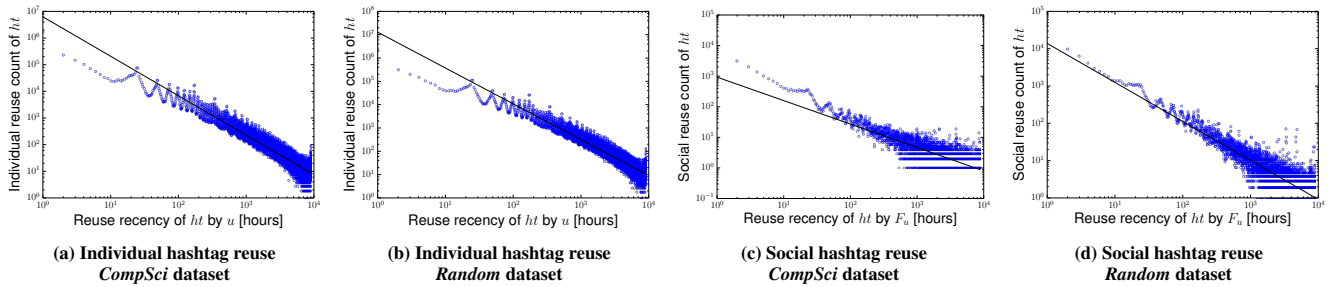 10^7
10^6
10^5
10^4
10^3
10^2
10^1
10^0
Individual reuse count of ht
10^0 10^1 10^2 10^3 10^4
Reuse recency of ht by u [hours]
(a) Individual hashtag reuse
CompSci dataset
10^8
10^7
10^6
10^5
10^4
10^3
10^2
10^1
10^0
Individual reuse count of ht
10^0 10^1 10^2 10^3 10^4
Reuse recency of ht by u [hours]
(b) Individual hashtag reuse
Random dataset
10^5
10^4
10^3
10^2
10^1
10^0
10^-1
Social reuse count of ht
10^0 10^1 10^2 10^3 10^4
Reuse recency of ht by F_u [hours]
(c) Social hashtag reuse
CompSci dataset
10^5
10^4
10^3
10^2
10^1
10^0
Social reuse count of ht
10^0 10^1 10^2 10^3 10^4
Reuse recency of ht by F_u [hours]
(d) Social hashtag reuse
Random dataset